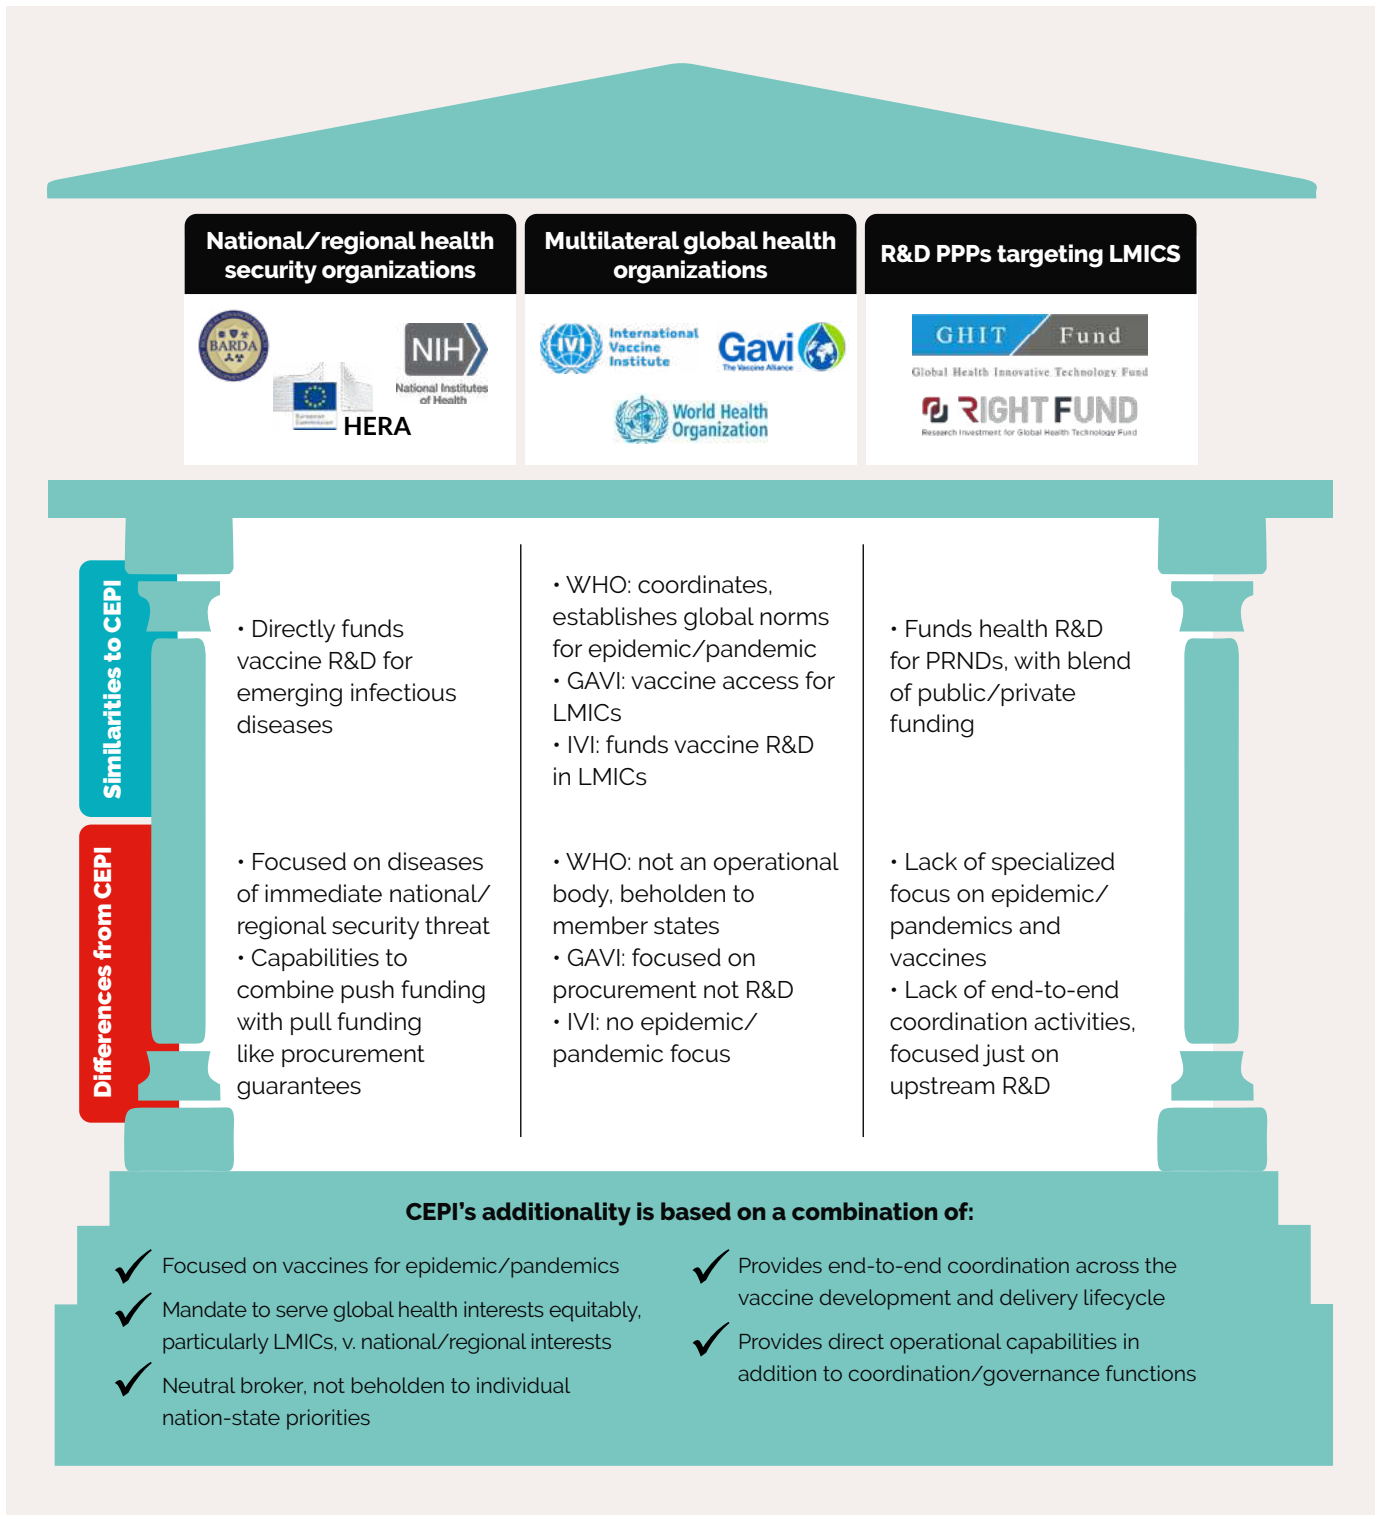 National/regional health
security organizations
Multilateral global health
organizations
R&D PPPs targeting LMICS
BARDA
NIH
National Institutes
of Health
European
Commission
HERA
IVI
International
Vaccine
Institute
Gavi
The Vaccine Alliance
World Health
Organization
GHIT Fund
Global Health Innovative Technology Fund
RIGHT FUND
Research Investment for Global Health Technology Fund
Similarities to CEPI
• Directly funds
vaccine R&D for
emerging infectious
diseases
• WHO: coordinates,
establishes global norms
for epidemic/pandemic
• GAVI: vaccine access for
LMICs
• IVI: funds vaccine R&D
in LMICs
• Funds health R&D
for PRNDs, with blend
of public/private
funding
Differences from CEPI
• Focused on diseases
of immediate national/
regional security threat
• Capabilities to
combine push funding
with pull funding
like procurement
guarantees
• WHO: not an operational
body, beholden to
member states
• GAVI: focused on
procurement not R&D
• IVI: no epidemic/
pandemic focus
• Lack of specialized
focus on epidemic/
pandemics and
vaccines
• Lack of end-to-end
coordination activities,
focused just on
upstream R&D
CEPI's additionality is based on a combination of:
✓ Focused on vaccines for epidemic/pandemics
✓ Mandate to serve global health interests equitably,
particularly LMICs, v. national/regional interests
✓ Neutral broker, not beholden to individual
nation-state priorities
✓ Provides end-to-end coordination across the
vaccine development and delivery lifecycle
✓ Provides direct operational capabilities in
addition to coordination/governance functions